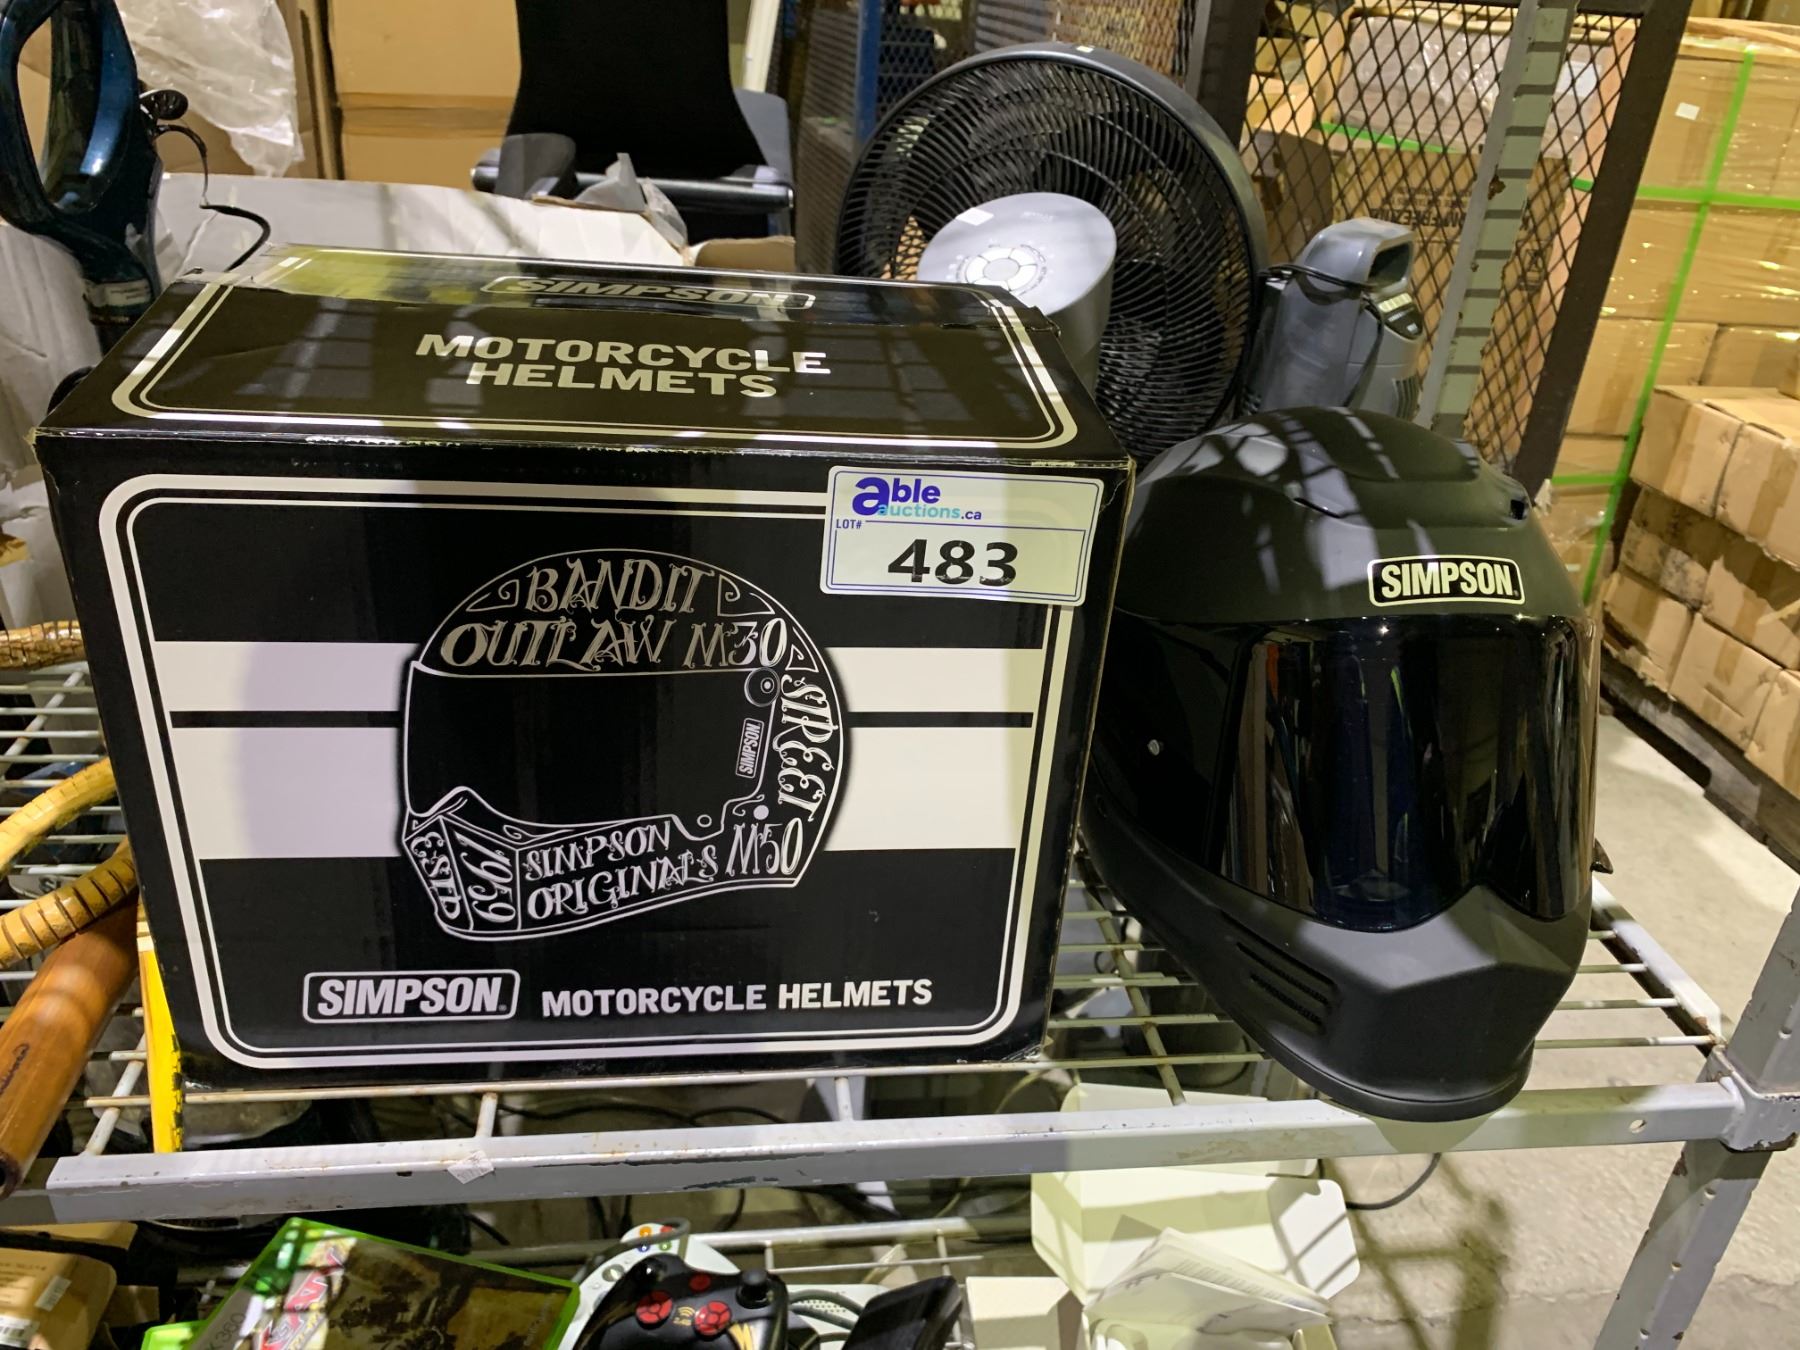 SIMPSON
MOTORCYCLE
HELMETS
able
auctions.ca
LOT#
483
BANDIT
OUTLAW M30
STREET
SIMPSON
M50
SIMPSON
ORIGINALS
ESTD
1969
SIMPSON
MOTORCYCLE HELMETS
SIMPSON